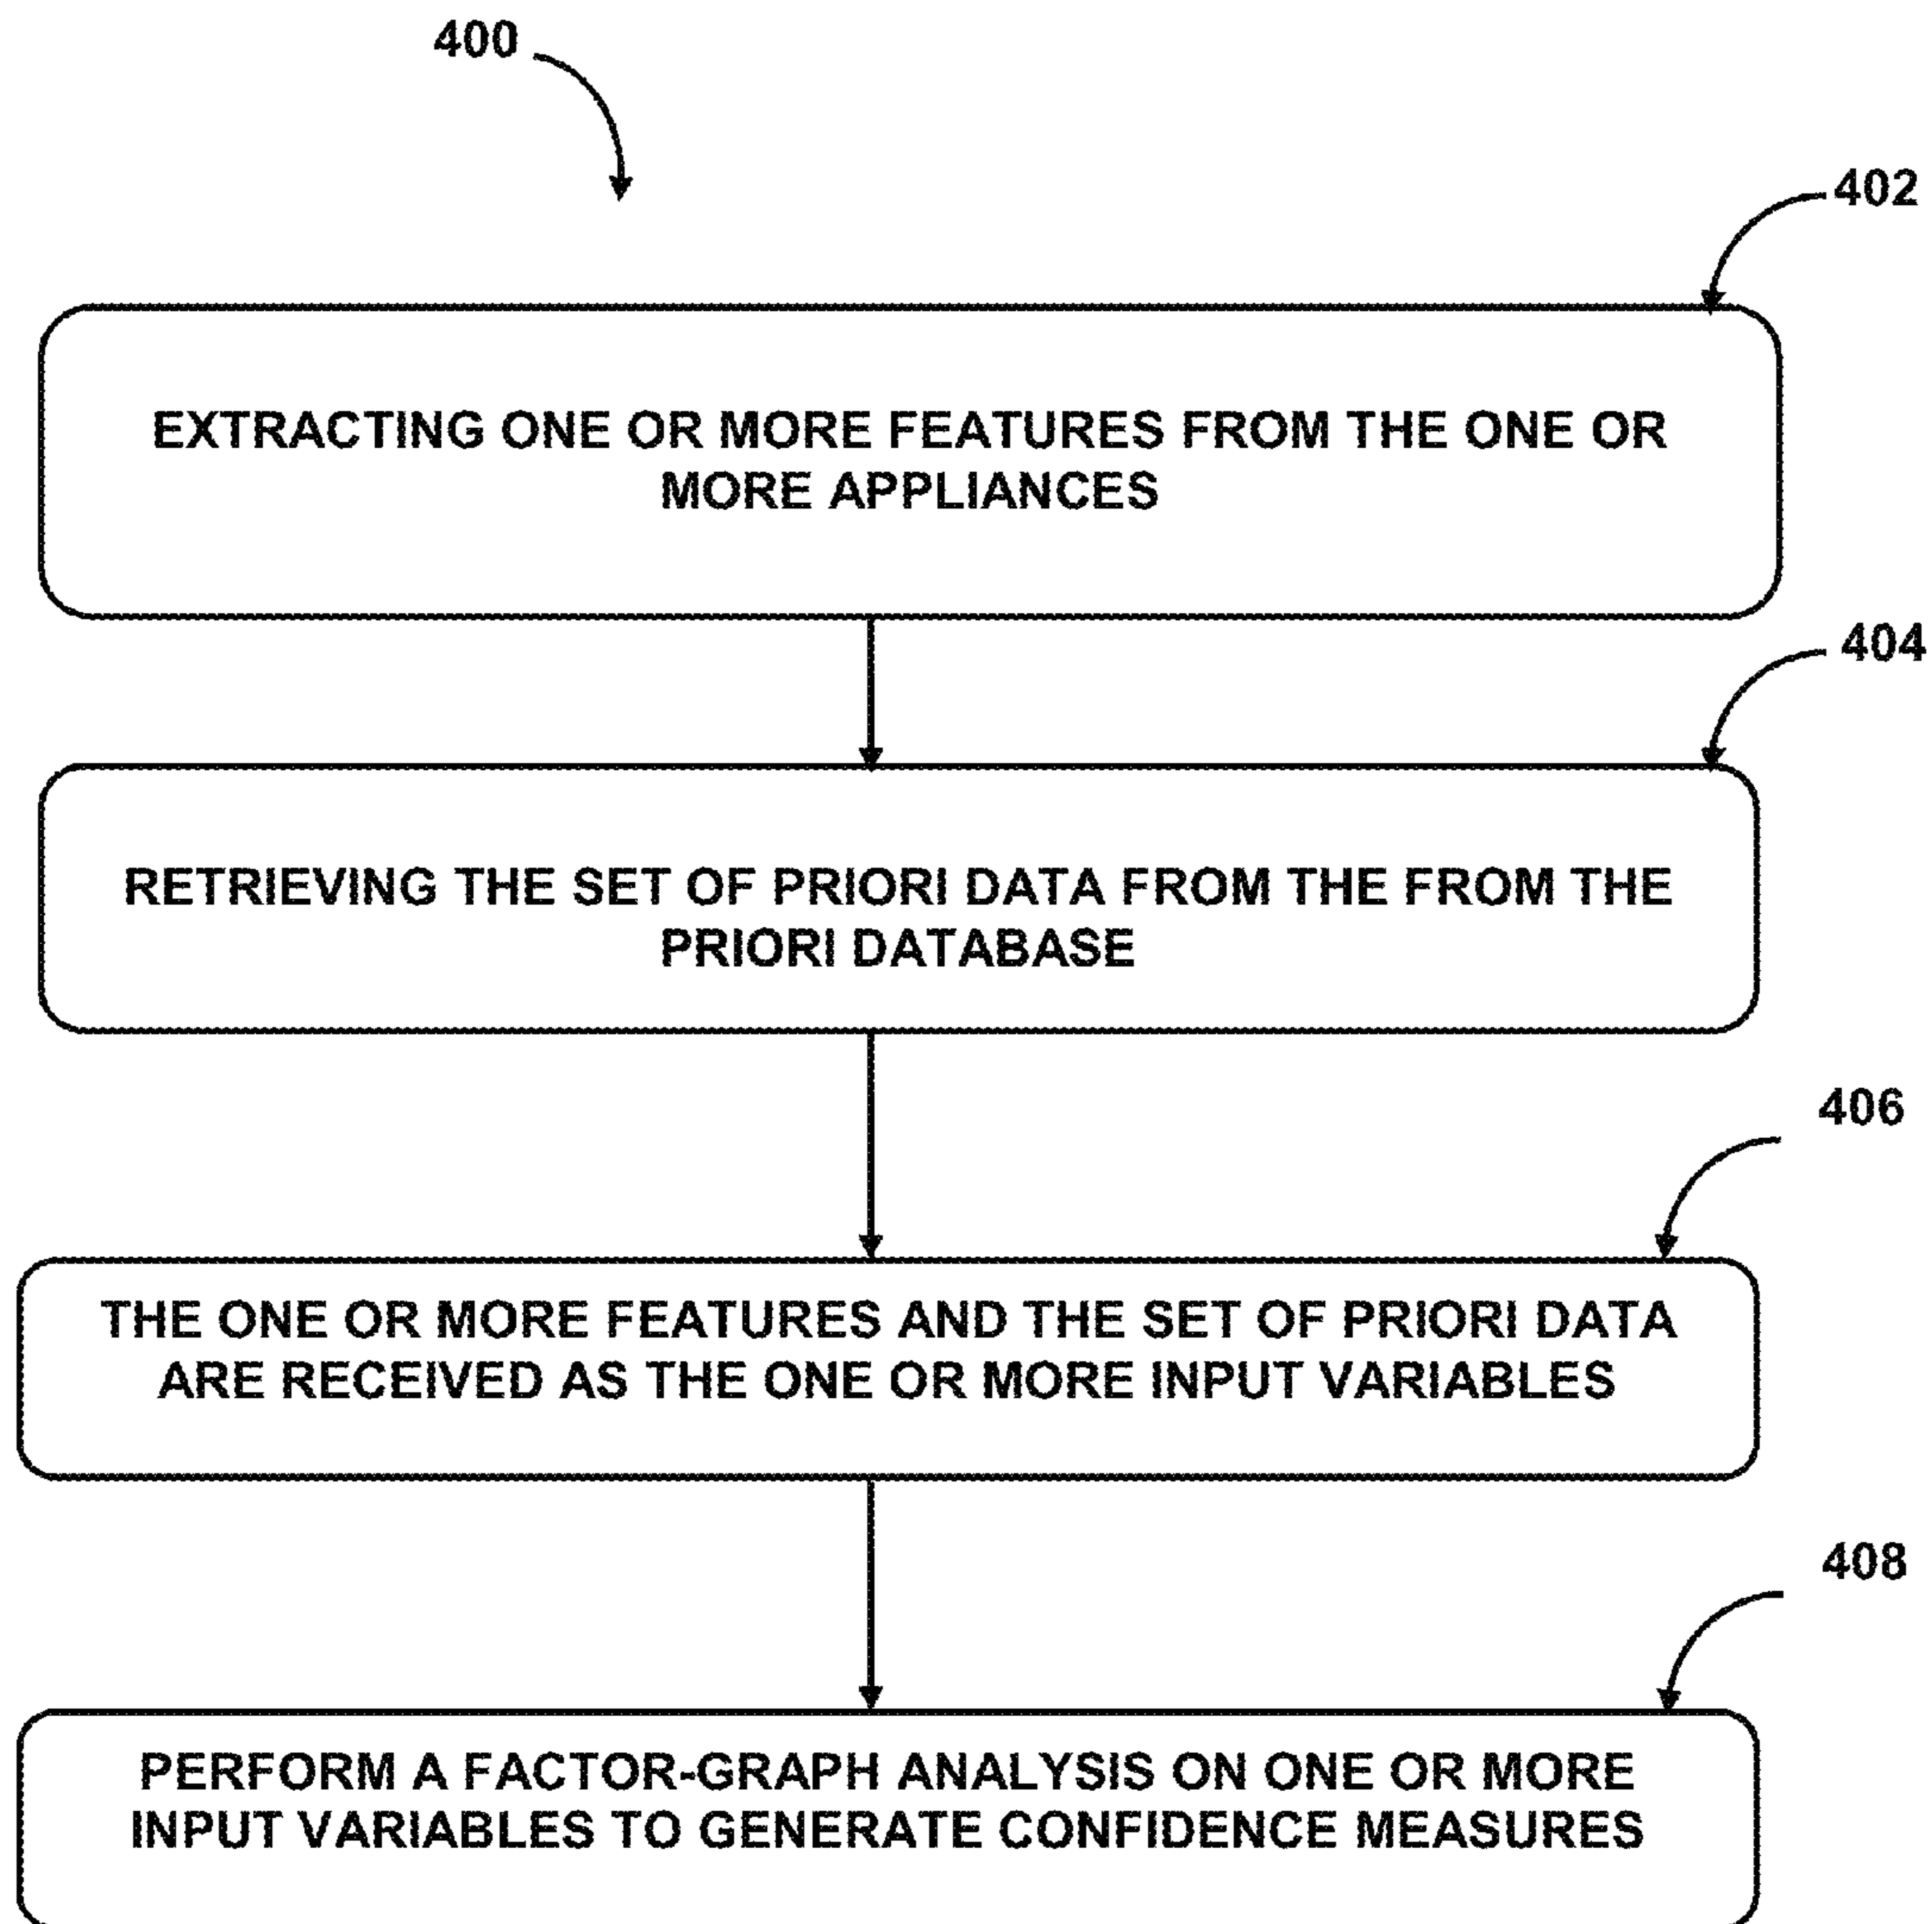 400
402
EXTRACTING ONE OR MORE FEATURES FROM THE ONE OR
MORE APPLIANCES
404
RETRIEVING THE SET OF PRIORI DATA FROM THE FROM THE
PRIORI DATABASE
406
THE ONE OR MORE FEATURES AND THE SET OF PRIORI DATA
ARE RECEIVED AS THE ONE OR MORE INPUT VARIABLES
408
PERFORM A FACTOR-GRAPH ANALYSIS ON ONE OR MORE
INPUT VARIABLES TO GENERATE CONFIDENCE MEASURES